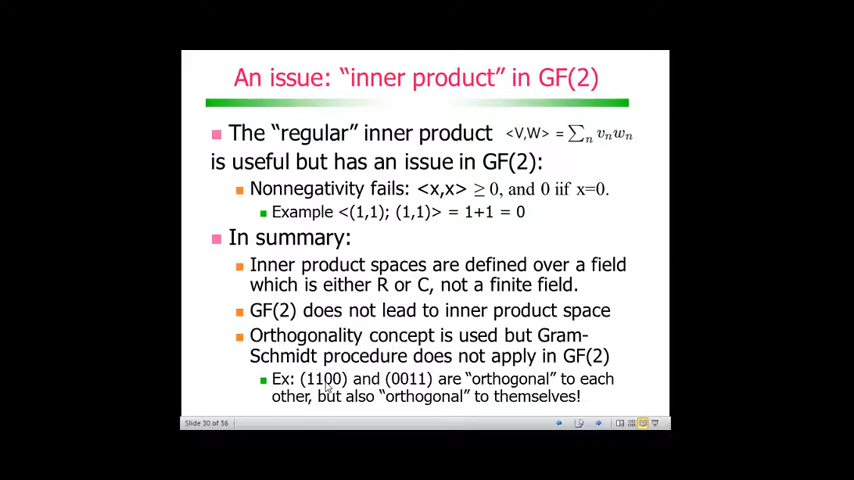 An issue: “inner product” in GF(2)
The “regular” inner product <V,W> = ∑ₙ vₙwₙ
is useful but has an issue in GF(2):
Nonnegativity fails: <x,x> ≥ 0, and 0 iif x=0.
Example <(1,1); (1,1)> = 1+1 = 0
In summary:
Inner product spaces are defined over a field
which is either R or C, not a finite field.
GF(2) does not lead to inner product space
Orthogonality concept is used but Gram-
Schmidt procedure does not apply in GF(2)
Ex: (1100) and (0011) are “orthogonal” to each
other, but also “orthogonal” to themselves!
Slide 30 of 56